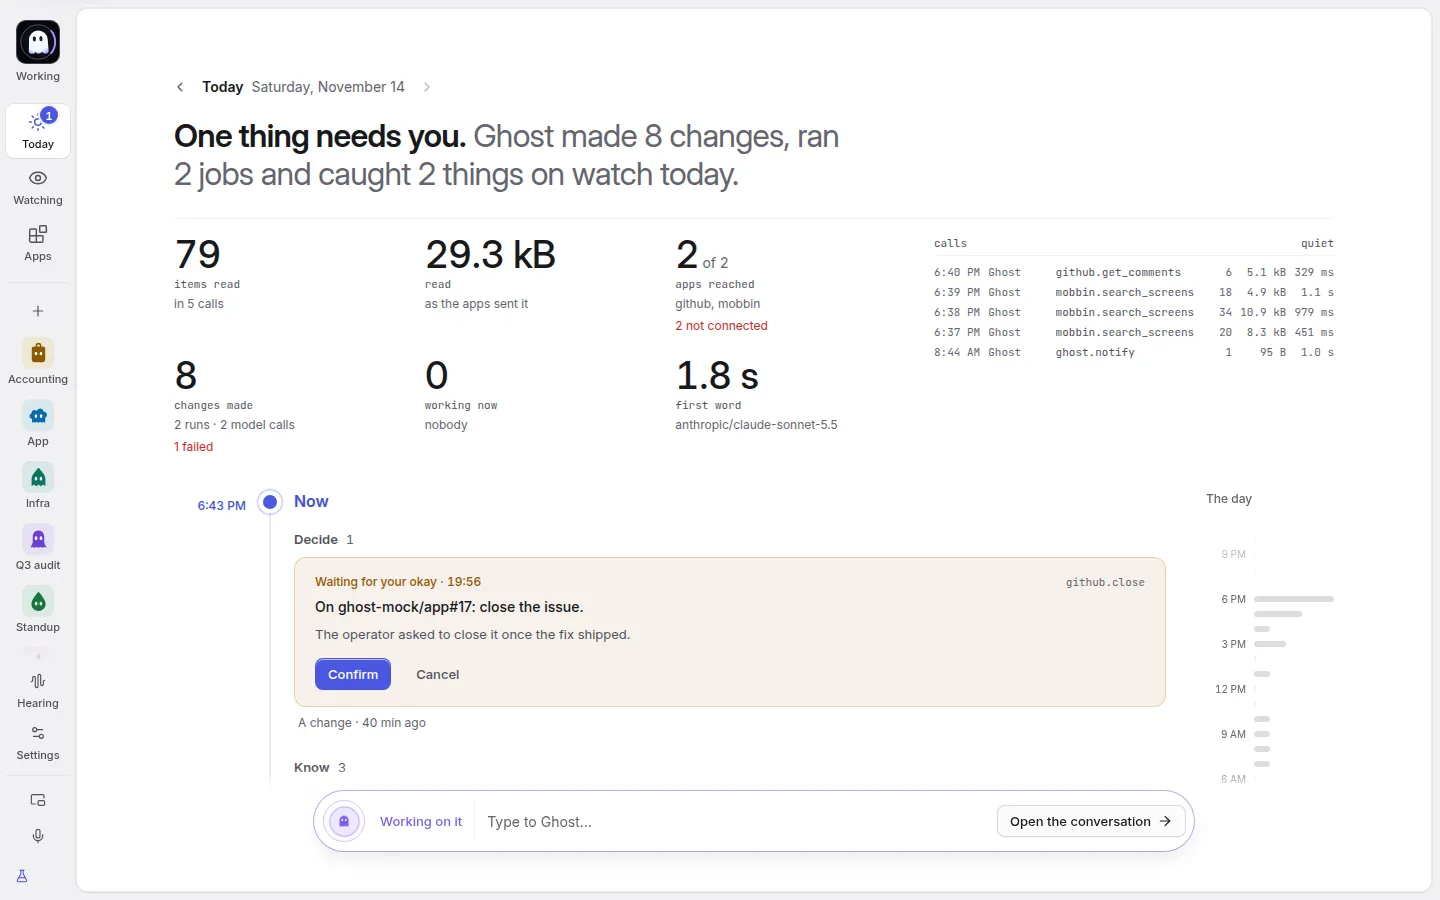 Working
1
Today
Watching
Apps
Accounting
App
Infra
Q3 audit
Standup
Hearing
Settings
Today Saturday, November 14
One thing needs you. Ghost made 8 changes, ran
2 jobs and caught 2 things on watch today.
79
items read
in 5 calls
29.3 kB
read
as the apps sent it
2 of 2
apps reached
github, mobbin
2 not connected
8
changes made
2 runs · 2 model calls
1 failed
0
working now
nobody
1.8 s
first word
anthropic/claude-sonnet-5.5
calls quiet
6:40 PM Ghost github.get_comments 6 5.1 kB 329 ms
6:39 PM Ghost mobbin.search_screens 18 4.9 kB 1.1 s
6:38 PM Ghost mobbin.search_screens 34 10.9 kB 979 ms
6:37 PM Ghost mobbin.search_screens 20 8.3 kB 451 ms
8:44 AM Ghost ghost.notify 1 95 B 1.0 s
6:43 PM Now
Decide 1
Waiting for your okay · 19:56 github.close
On ghost-mock/app#17: close the issue.
The operator asked to close it once the fix shipped.
Confirm Cancel
A change · 40 min ago
Know 3
The day
9 PM
6 PM
3 PM
12 PM
9 AM
6 AM
Working on it Type to Ghost... Open the conversation